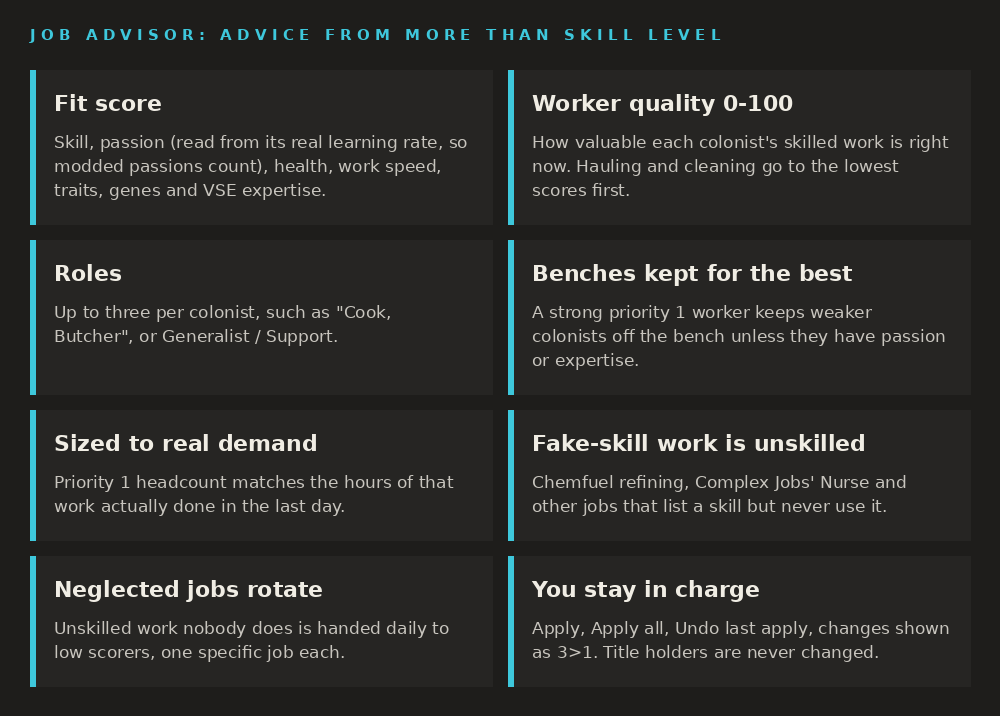 JOB ADVISOR: ADVICE FROM MORE THAN SKILL LEVEL
Fit score
Skill, passion (read from its real learning rate, so
modded passions count), health, work speed,
traits, genes and VSE expertise.
Worker quality 0-100
How valuable each colonist's skilled work is right
now. Hauling and cleaning go to the lowest
scores first.
Roles
Up to three per colonist, such as "Cook,
Butcher", or Generalist / Support.
Benches kept for the best
A strong priority 1 worker keeps weaker
colonists off the bench unless they have passion
or expertise.
Sized to real demand
Priority 1 headcount matches the hours of that
work actually done in the last day.
Fake-skill work is unskilled
Chemfuel refining, Complex Jobs' Nurse and
other jobs that list a skill but never use it.
Neglected jobs rotate
Unskilled work nobody does is handed daily to
low scorers, one specific job each.
You stay in charge
Apply, Apply all, Undo last apply, changes shown
as 3>1. Title holders are never changed.